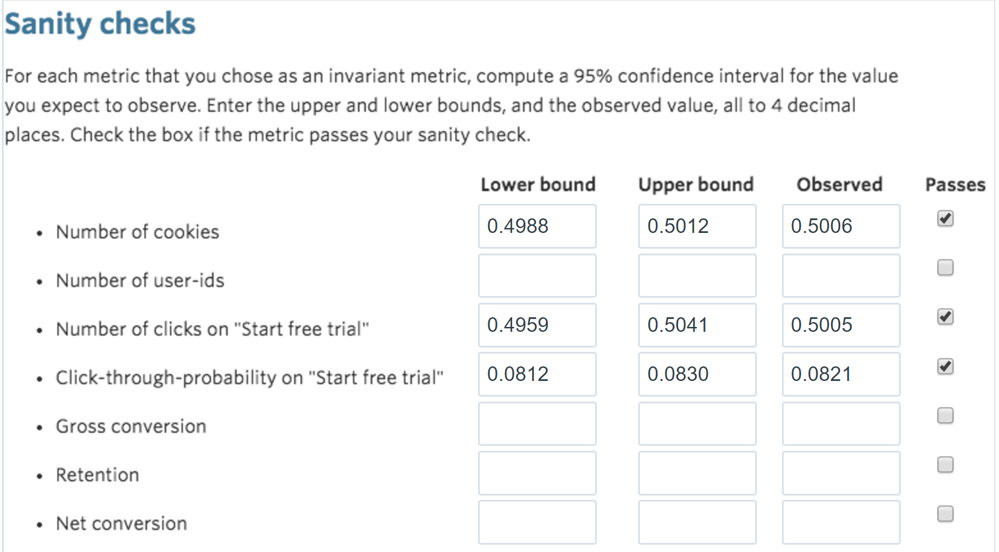 Sanity checks
For each metric that you chose as an invariant metric, compute a 95% confidence interval for the value
you expect to observe. Enter the upper and lower bounds, and the observed value, all to 4 decimal
places. Check the box if the metric passes your sanity check.
Lower bound Upper bound Observed Passes
• Number of cookies 0.4988 0.5012 0.5006
• Number of user-ids
• Number of clicks on "Start free trial" 0.4959 0.5041 0.5005
• Click-through-probability on "Start free trial" 0.0812 0.0830 0.0821
• Gross conversion
• Retention
• Net conversion